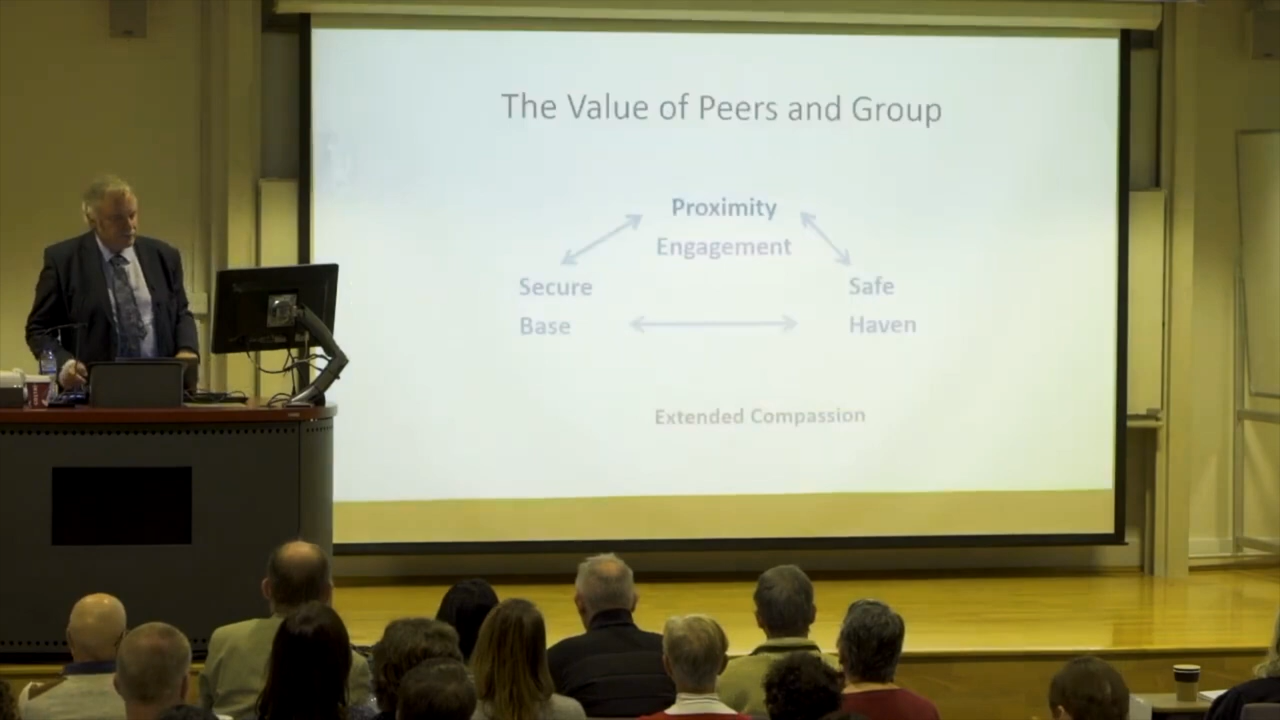 The Value of Peers and Group
Proximity
Engagement
Secure
Base
Safe
Haven
Extended Compassion